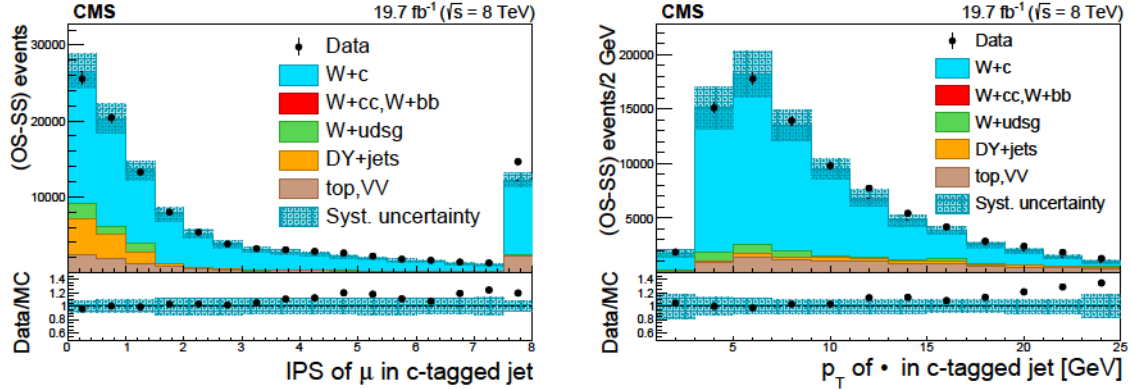 CMS 19.7 fb⁻¹ (√s = 8 TeV)
(OS-SS) events
30000
20000
10000
Data
W+c
W+cc,W+bb
W+udsg
DY+jets
top,VV
Syst. uncertainty
Data/MC
1.4
1.2
1
0.8
0.6
0 1 2 3 4 5 6 7 8
IPS of μ in c-tagged jet
CMS 19.7 fb⁻¹ (√s = 8 TeV)
(OS-SS) events/2 GeV
20000
15000
10000
5000
Data
W+c
W+cc,W+bb
W+udsg
DY+jets
top,VV
Syst. uncertainty
Data/MC
1.4
1.2
1
0.8
0.6
5 10 15 20 25
p_T of • in c-tagged jet [GeV]